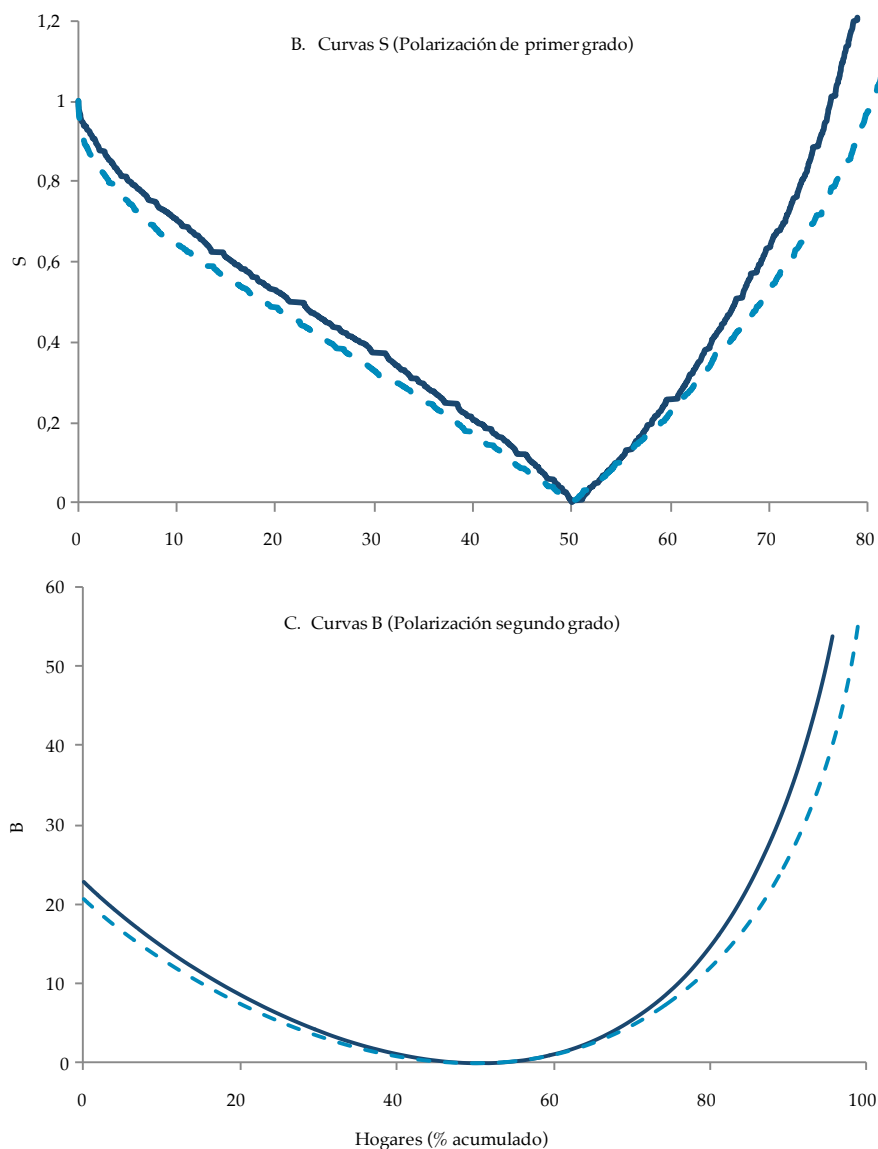 B. Curvas S (Polarización de primer grado)
1,2
1
0,8
0,6
S
0,4
0,2
0
0 10 20 30 40 50 60 70 80
C. Curvas B (Polarización segundo grado)
60
50
40
30
B
20
10
0
0 20 40 60 80 100
Hogares (% acumulado)